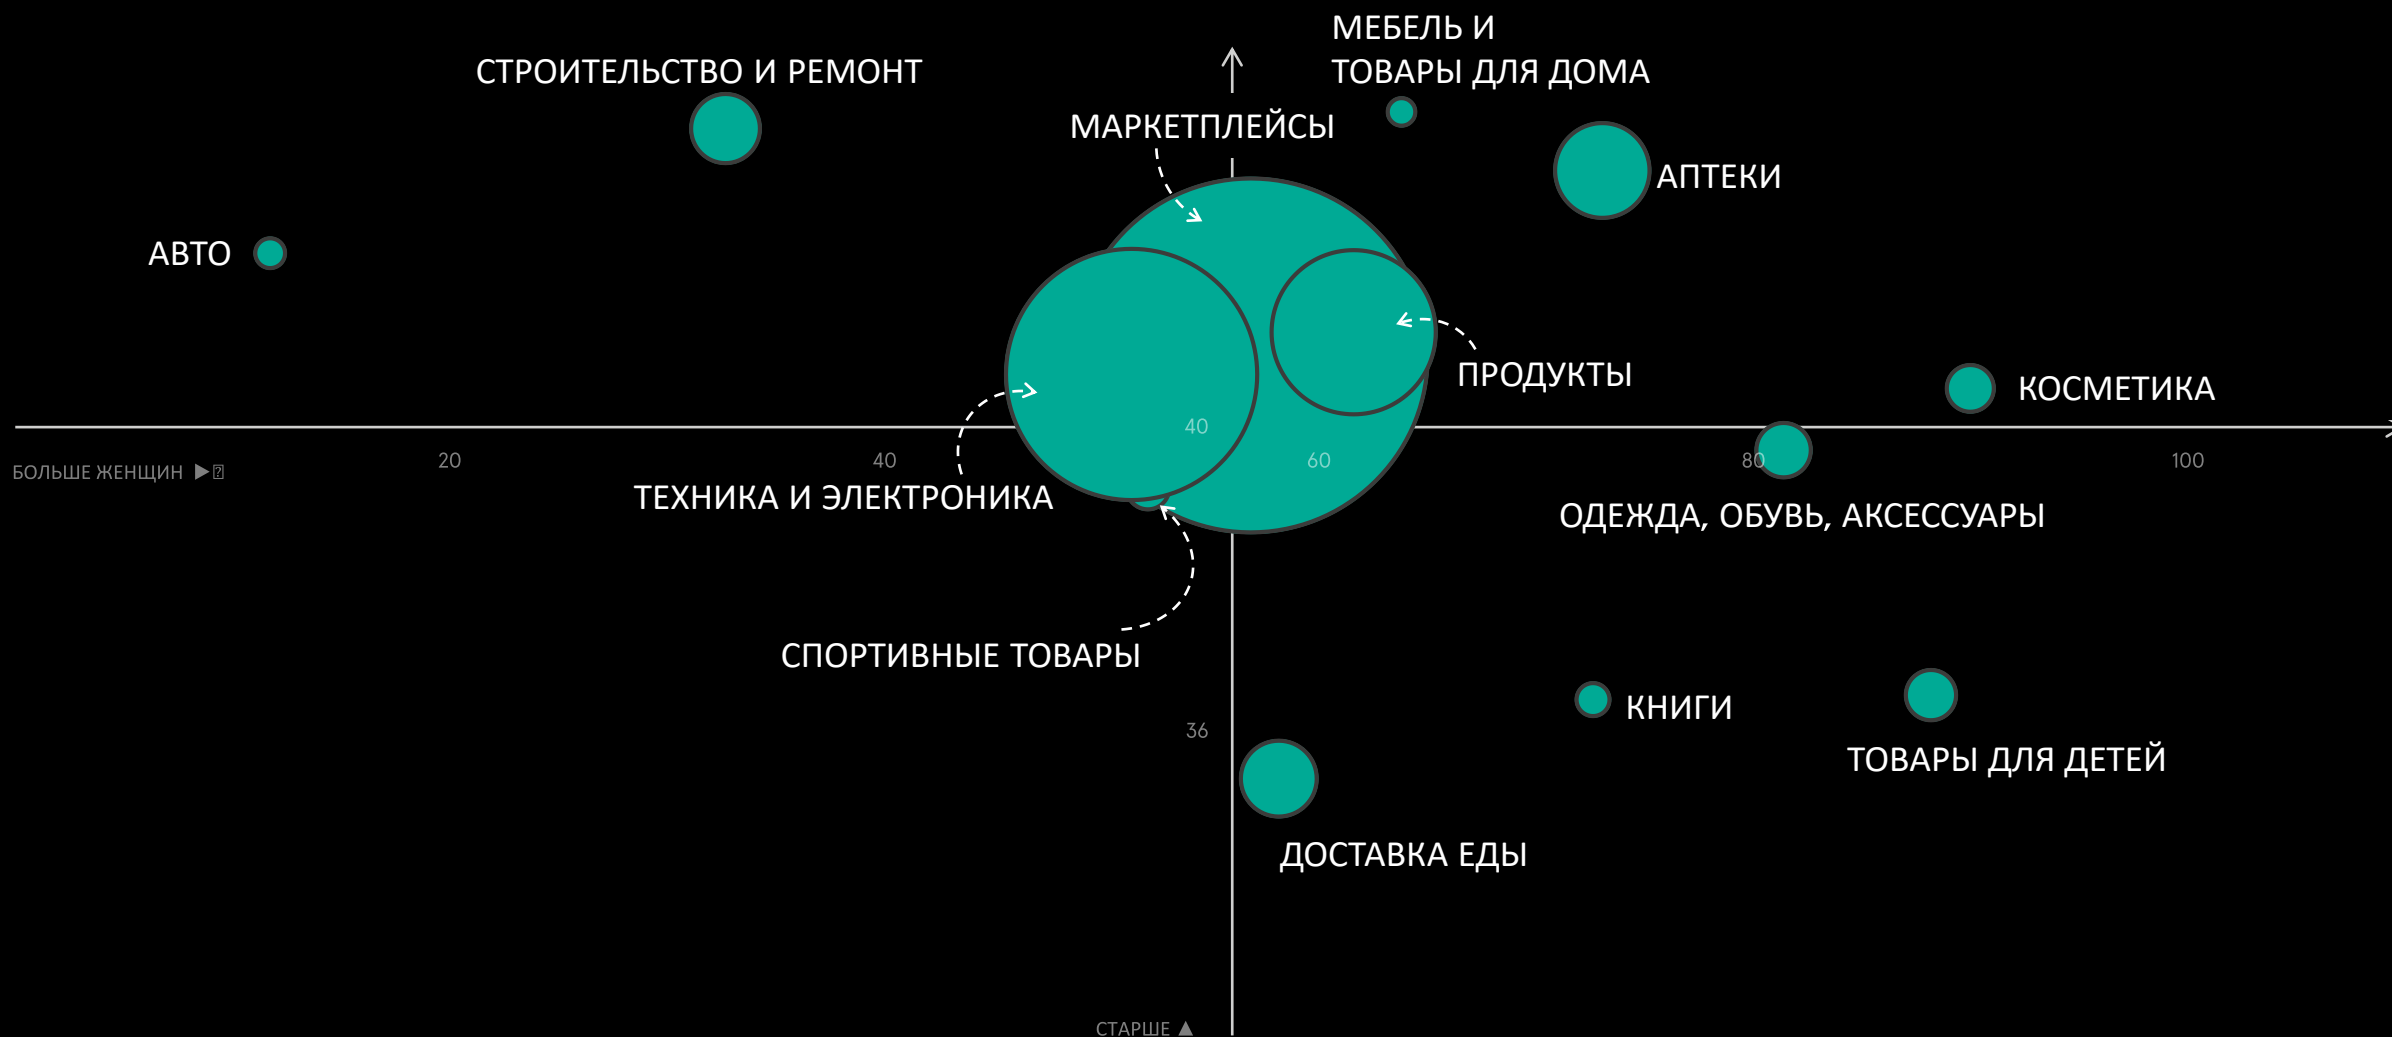 МЕБЕЛЬ И
ТОВАРЫ ДЛЯ ДОМА
СТРОИТЕЛЬСТВО И РЕМОНТ
МАРКЕТПЛЕЙСЫ
АПТЕКИ
АВТО
ПРОДУКТЫ
КОСМЕТИКА
40
20
40
60
80
100
БОЛЬШЕ ЖЕНЩИН ▶
ТЕХНИКА И ЭЛЕКТРОНИКА
ОДЕЖДА, ОБУВЬ, АКСЕССУАРЫ
СПОРТИВНЫЕ ТОВАРЫ
КНИГИ
36
ТОВАРЫ ДЛЯ ДЕТЕЙ
ДОСТАВКА ЕДЫ
СТАРШЕ ▲